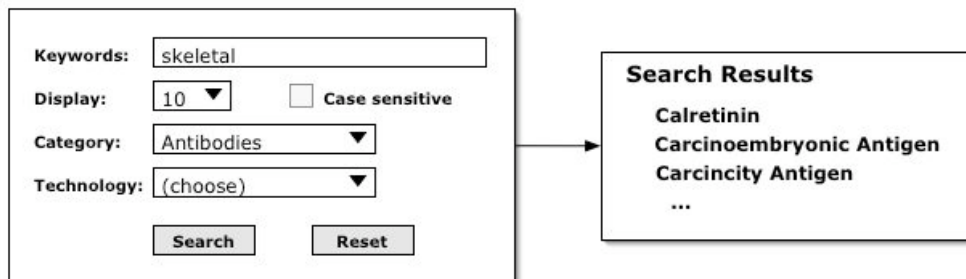 Keywords: skeletal
Display: 10 Case sensitive
Category: Antibodies
Technology: (choose)
Search Reset
Search Results
Calretinin
Carcinoembryonic Antigen
Carcincity Antigen
...